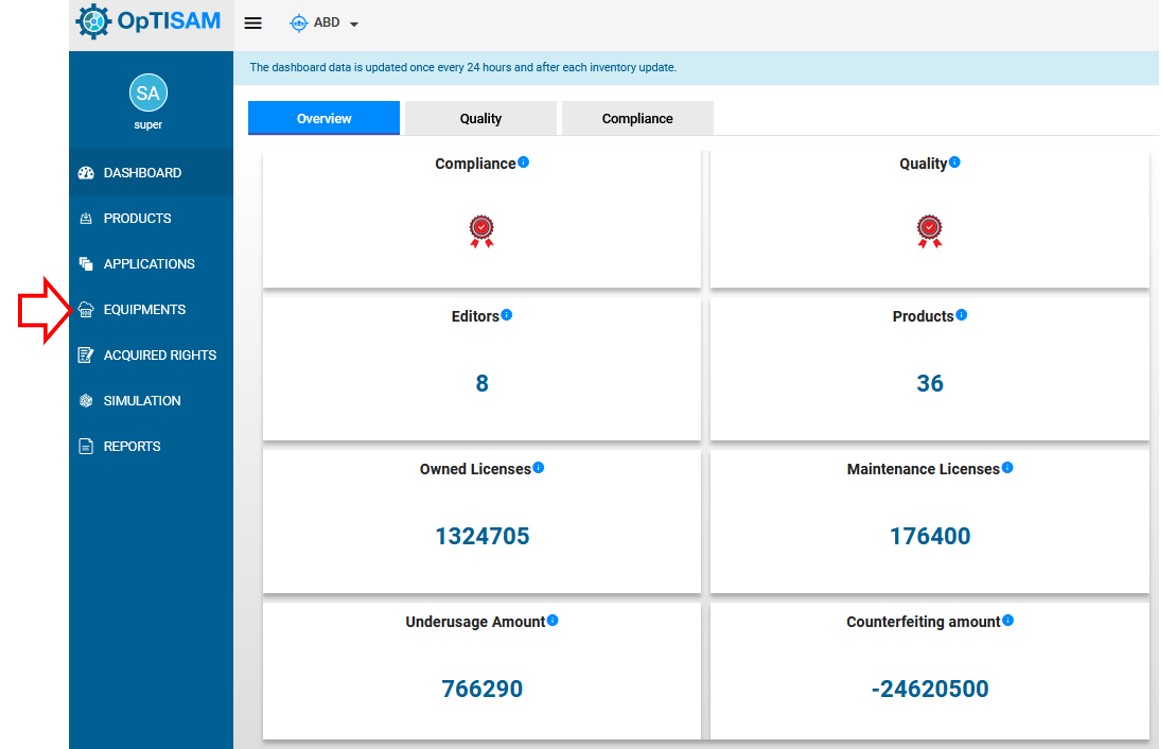 OpTISAM
ABD
The dashboard data is updated once every 24 hours and after each inventory update.
SA
super
Overview
Quality
Compliance
DASHBOARD
PRODUCTS
APPLICATIONS
EQUIPMENTS
ACQUIRED RIGHTS
SIMULATION
REPORTS
Compliance
Quality
Editors
8
Products
36
Owned Licenses
1324705
Maintenance Licenses
176400
Underusage Amount
766290
Counterfeiting amount
-24620500